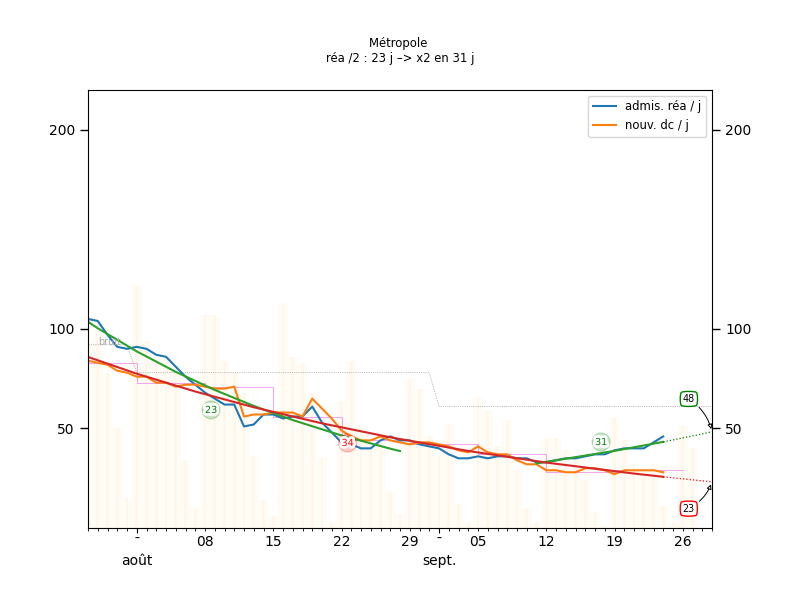 Métropole
réa /2 : 23 j –> x2 en 31 j
admis. réa / j
nouv. dc / j
200
200
100
100
brut
48
50
50
23
34
31
23
- 08 15 22 29 - 05 12 19 26
août sept.